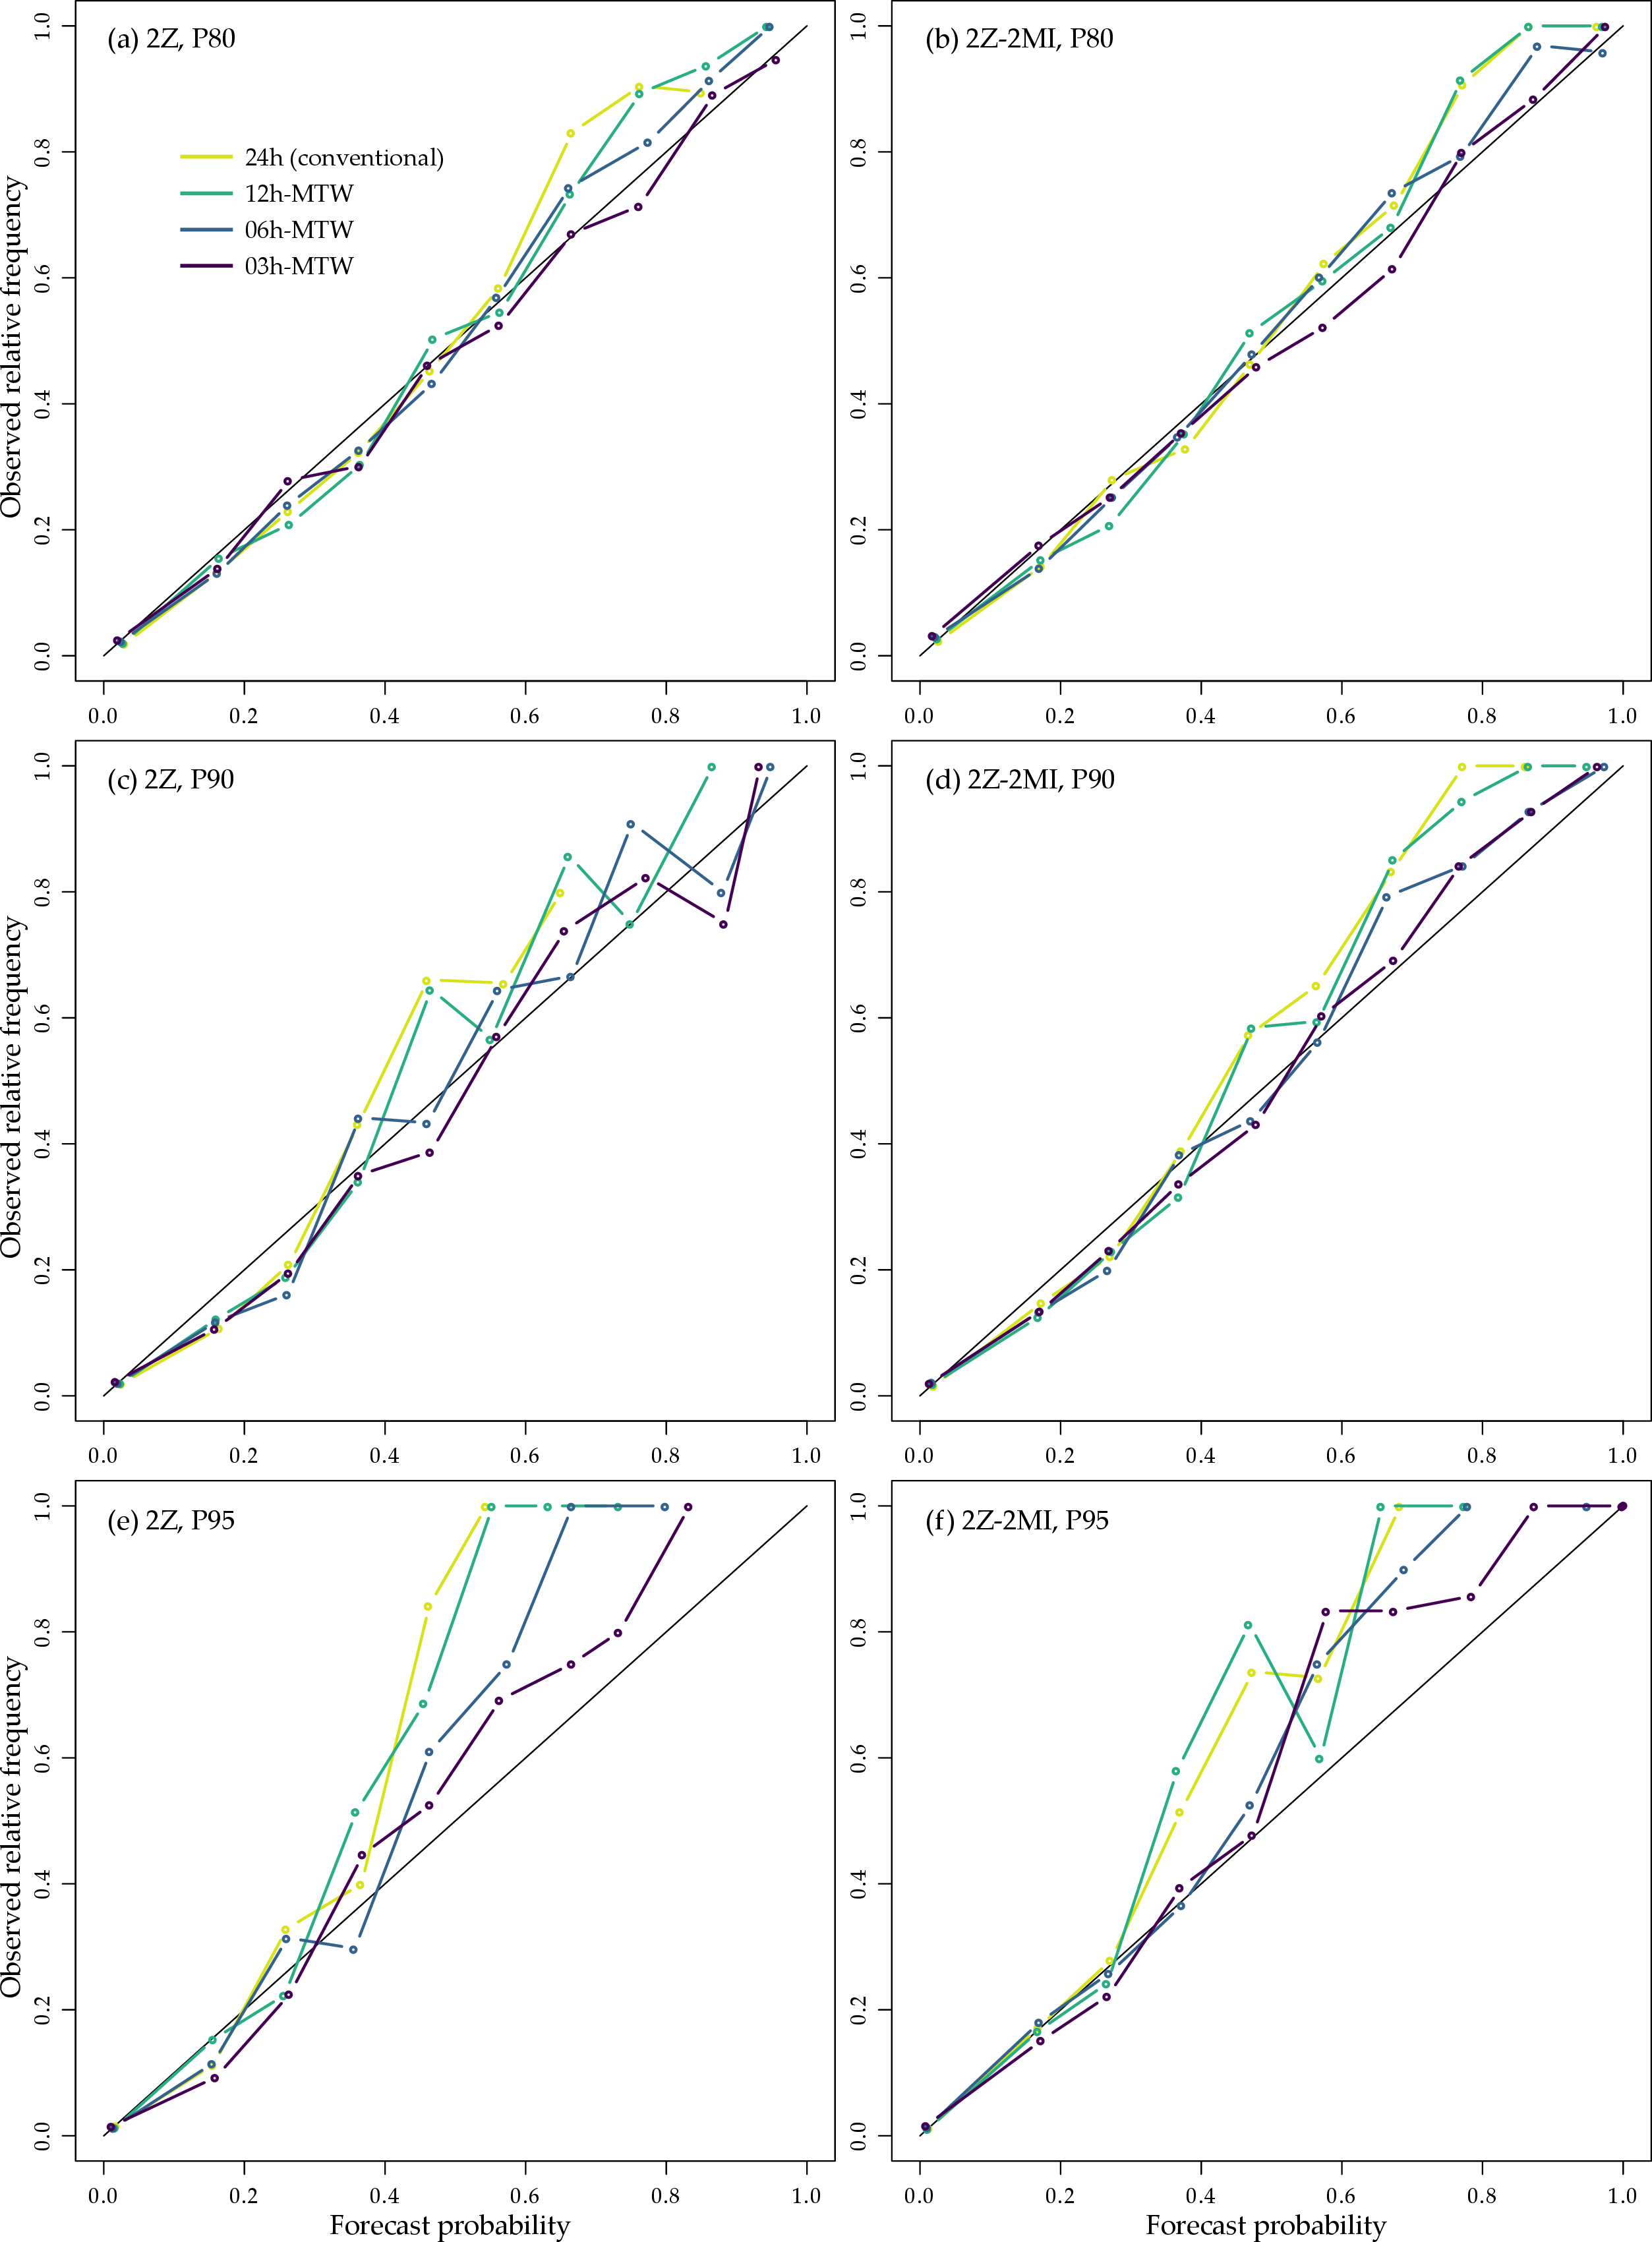 (a) 2Z, P80
24h (conventional)
12h-MTW
06h-MTW
03h-MTW
Observed relative frequency
0.0 0.2 0.4 0.6 0.8 1.0
0.0 0.2 0.4 0.6 0.8 1.0
(b) 2Z-2MI, P80
0.0 0.2 0.4 0.6 0.8 1.0
0.0 0.2 0.4 0.6 0.8 1.0
(c) 2Z, P90
Observed relative frequency
0.0 0.2 0.4 0.6 0.8 1.0
0.0 0.2 0.4 0.6 0.8 1.0
(d) 2Z-2MI, P90
0.0 0.2 0.4 0.6 0.8 1.0
0.0 0.2 0.4 0.6 0.8 1.0
(e) 2Z, P95
Observed relative frequency
0.0 0.2 0.4 0.6 0.8 1.0
0.0 0.2 0.4 0.6 0.8 1.0
Forecast probability
(f) 2Z-2MI, P95
0.0 0.2 0.4 0.6 0.8 1.0
0.0 0.2 0.4 0.6 0.8 1.0
Forecast probability